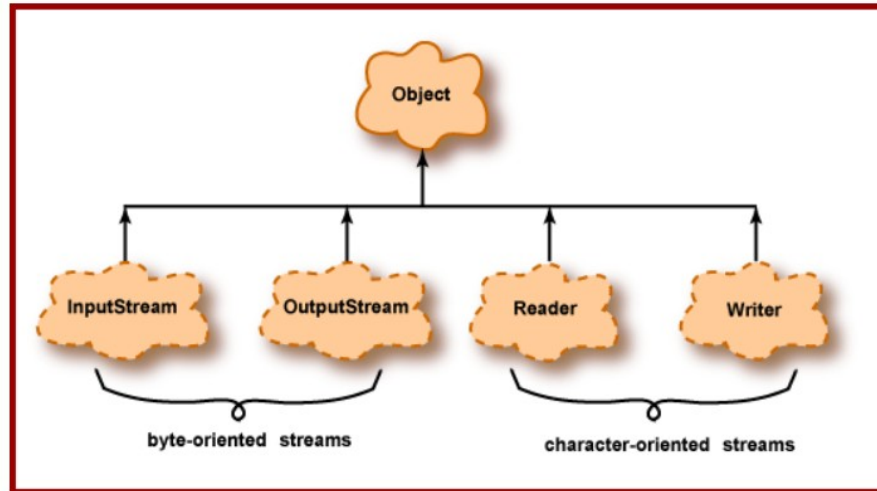 Object
InputStream
OutputStream
Reader
Writer
byte-oriented streams
character-oriented streams